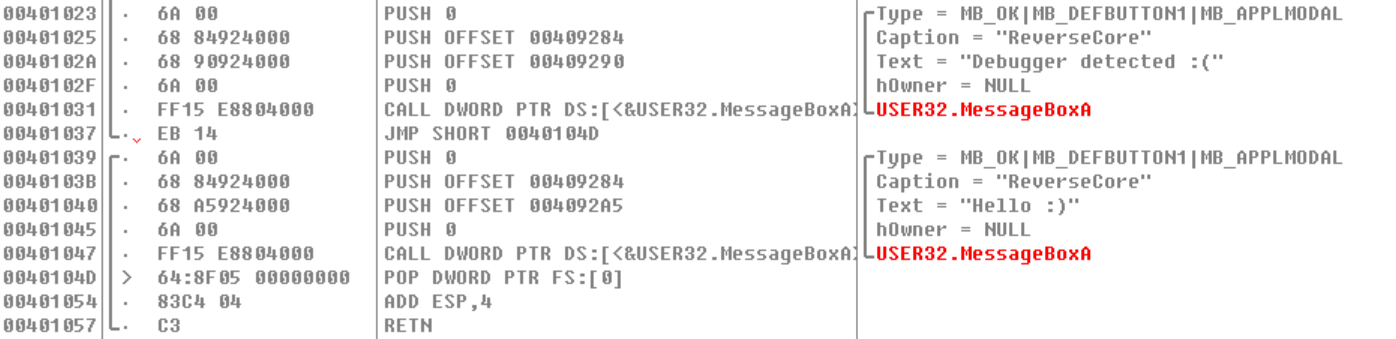 00401023 · 6A 00 PUSH 0 Type = MB_OK|MB_DEFBUTTON1|MB_APPLMODAL
00401025 · 68 84924000 PUSH OFFSET 00409284 Caption = "ReverseCore"
0040102A · 68 90924000 PUSH OFFSET 00409290 Text = "Debugger detected :("
0040102F · 6A 00 PUSH 0 hOwner = NULL
00401031 · FF15 E8804000 CALL DWORD PTR DS:[<&USER32.MessageBoxA> USER32.MessageBoxA
00401037 · EB 14 JMP SHORT 0040104D
00401039 · 6A 00 PUSH 0 Type = MB_OK|MB_DEFBUTTON1|MB_APPLMODAL
0040103B · 68 84924000 PUSH OFFSET 00409284 Caption = "ReverseCore"
00401040 · 68 A5924000 PUSH OFFSET 004092A5 Text = "Hello :)"
00401045 · 6A 00 PUSH 0 hOwner = NULL
00401047 · FF15 E8804000 CALL DWORD PTR DS:[<&USER32.MessageBoxA> USER32.MessageBoxA
0040104D > 64:8F05 00000000 POP DWORD PTR FS:[0]
00401054 · 83C4 04 ADD ESP,4
00401057 · C3 RETN